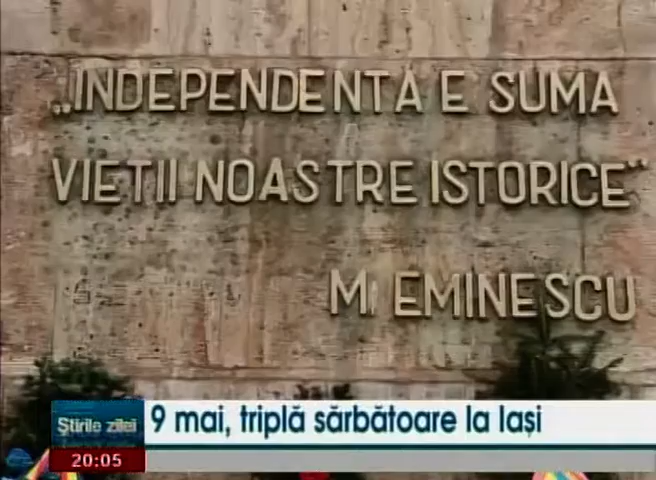 „INDEPENDENTA E SUMA
VIETII NOASTRE ISTORICE“
M. EMINESCU
Știrile zilei
9 mai, triplă sărbătoare la Iași
20:05